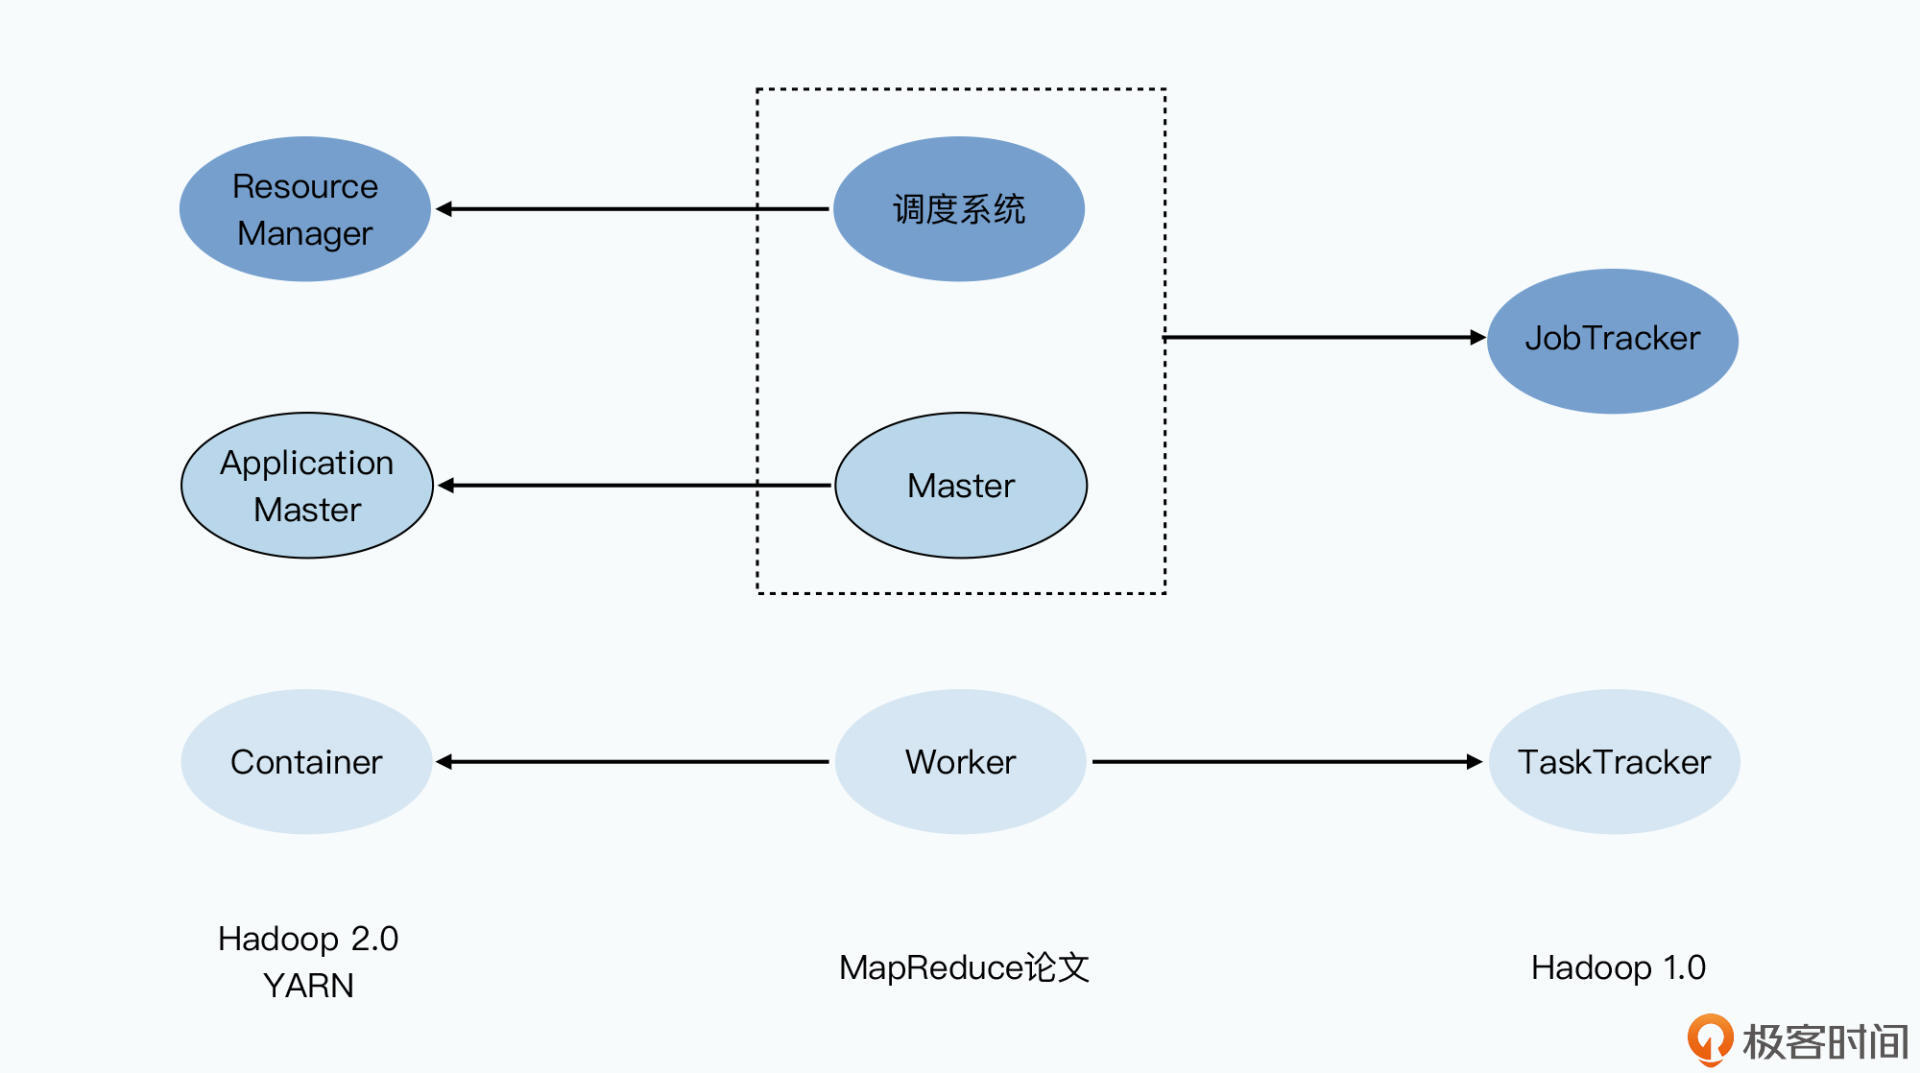 Resource
Manager
调度系统
JobTracker
Application
Master
Master
Container
Worker
TaskTracker
Hadoop 2.0
YARN
MapReduce论文
Hadoop 1.0
极客时间